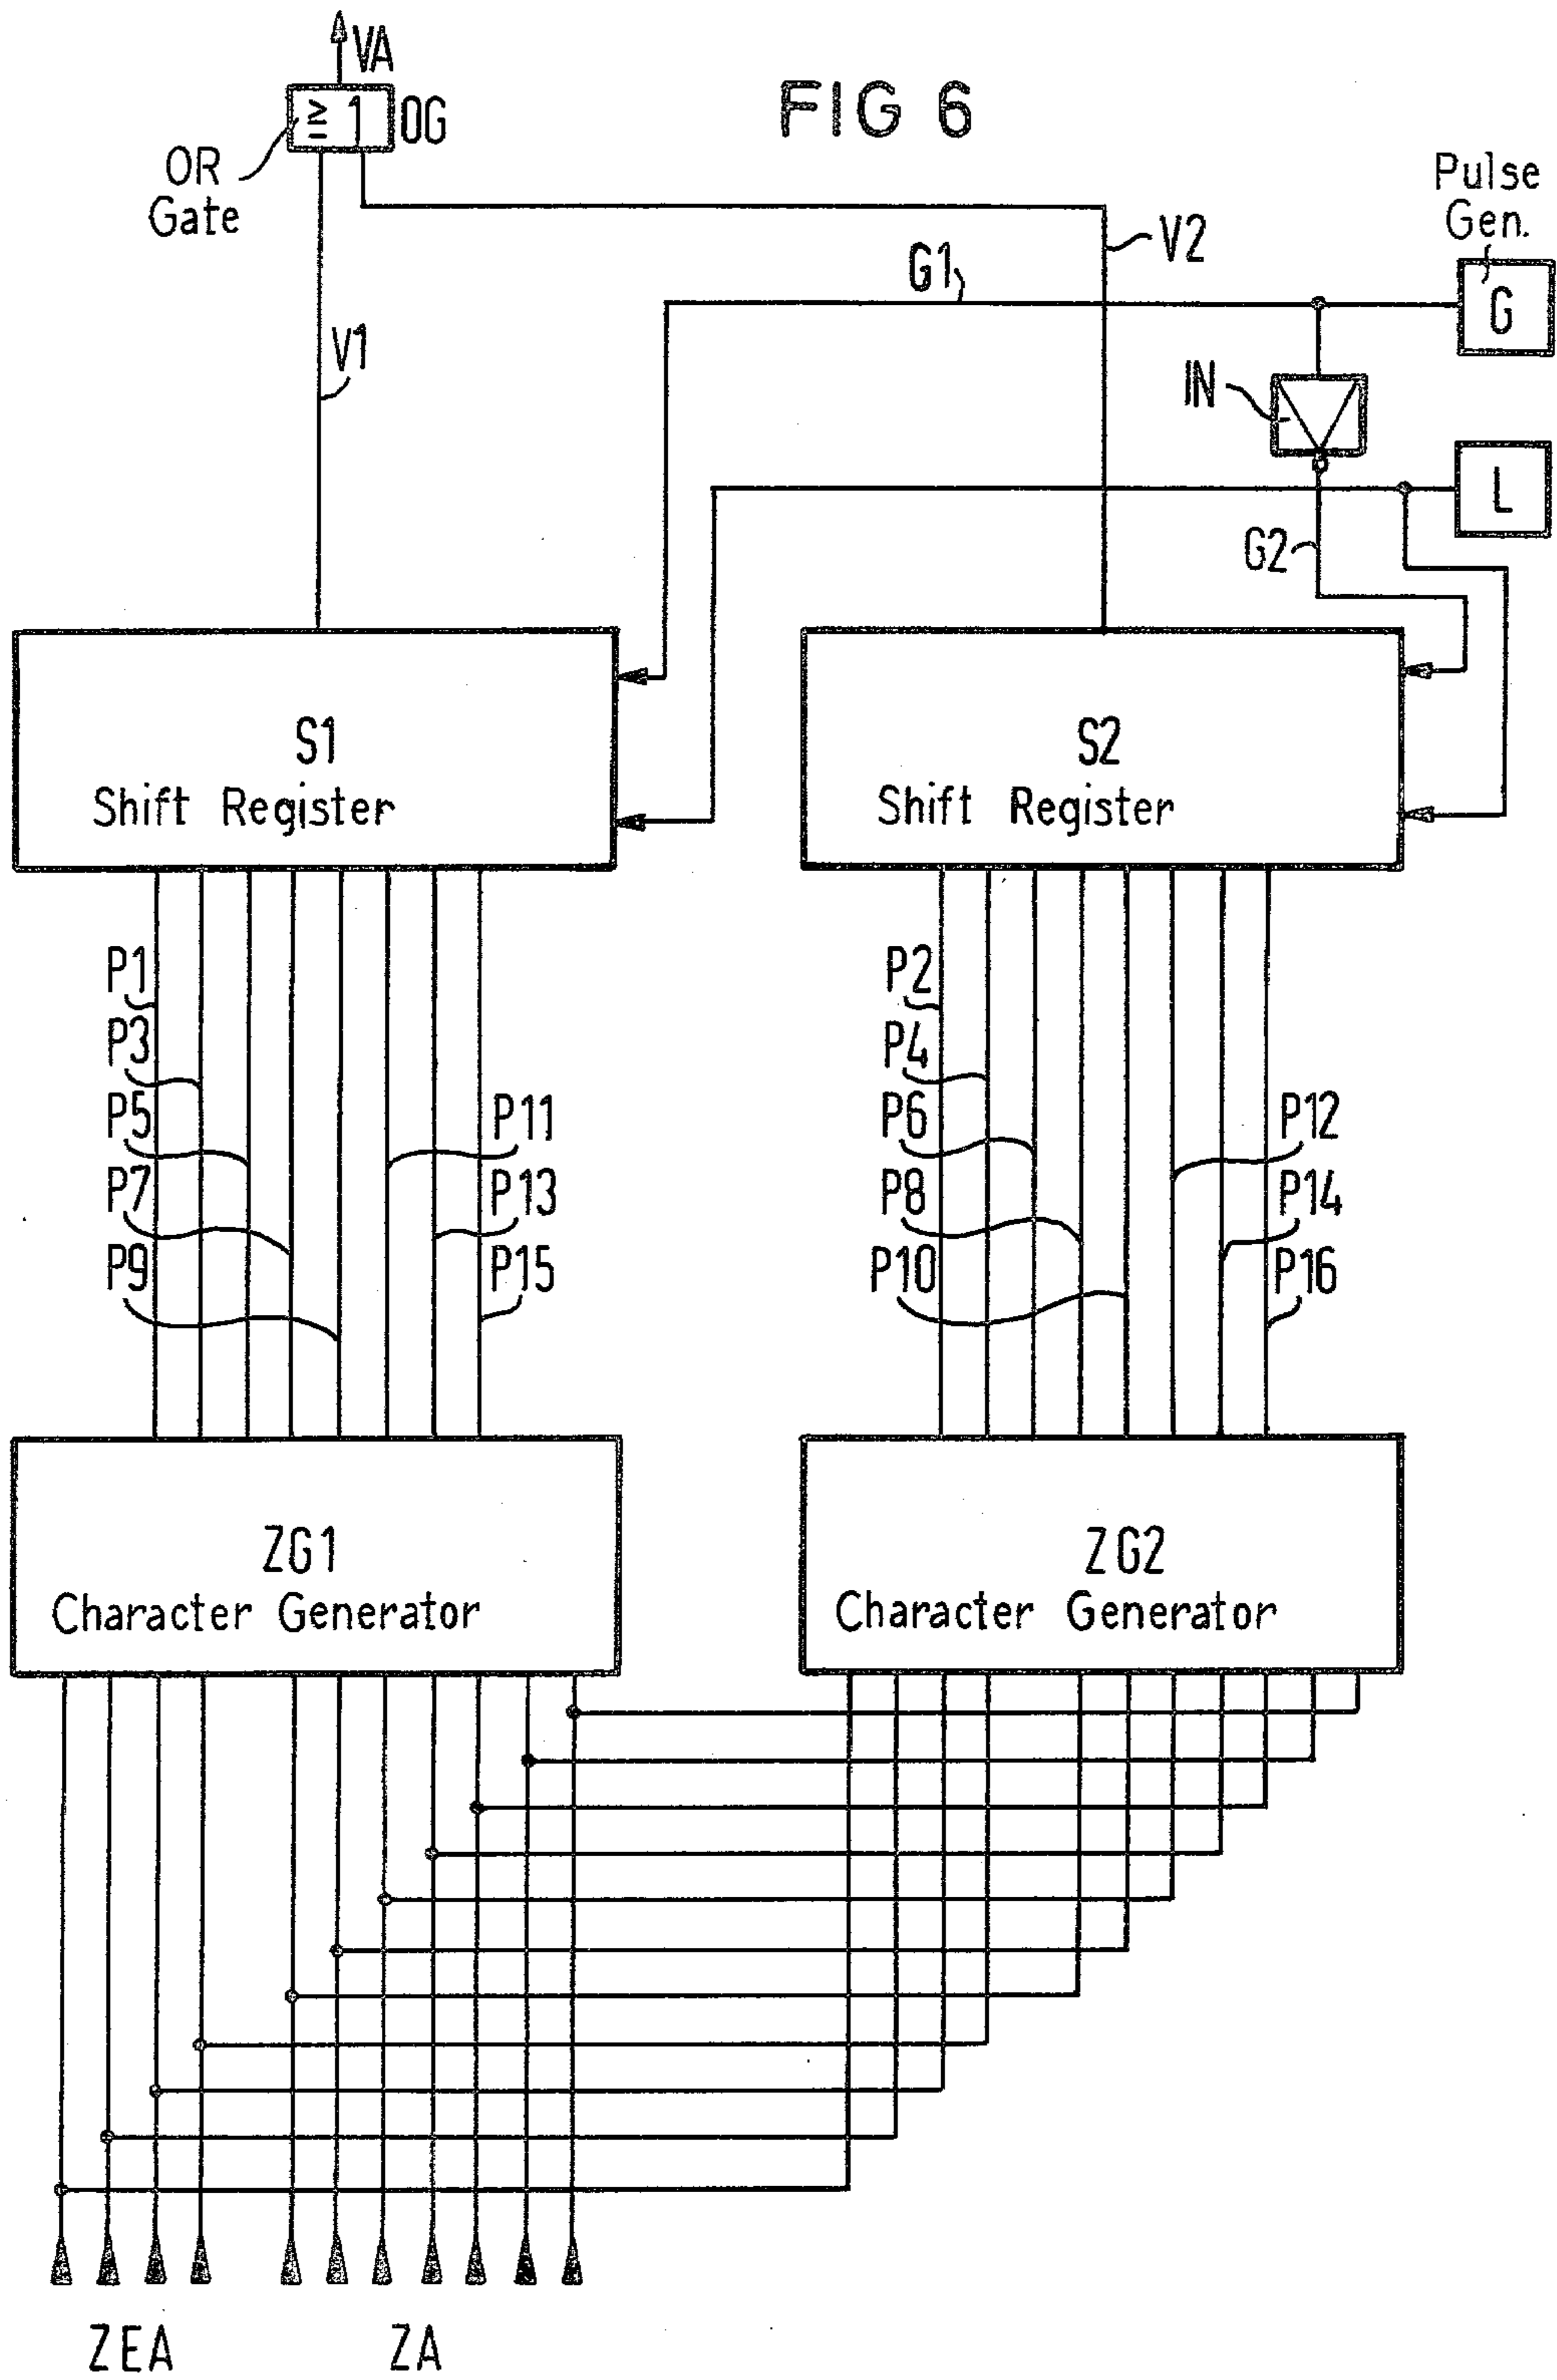 VA
FIG 6
≥ 1
OG
OR
Gate
Pulse
Gen.
G
V2
G1
V1
IN
L
G2
S1
Shift Register
S2
Shift Register
P1
P3
P5
P7
P9
P11
P13
P15
P2
P4
P6
P8
P10
P12
P14
P16
ZG1
Character Generator
ZG2
Character Generator
ZEA
ZA